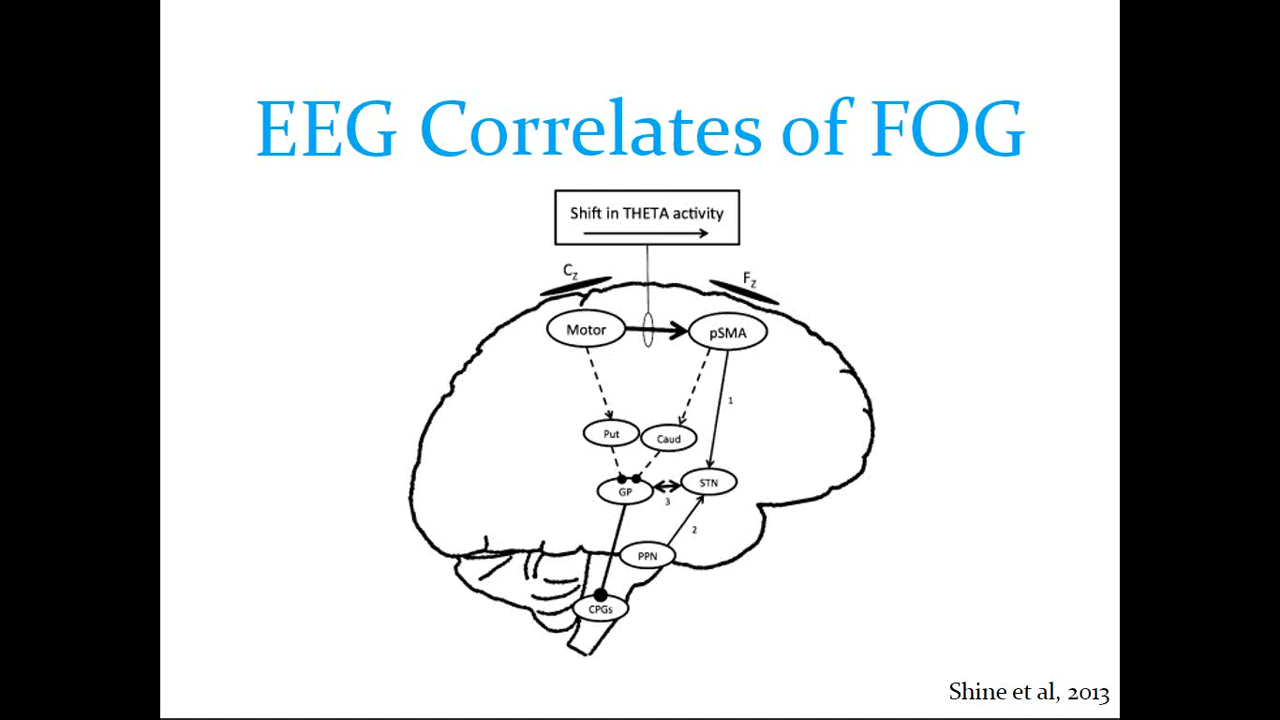 EEG Correlates of FOG
Shift in THETA activity
Cz
Fz
Motor
pSMA
1
Put
Caud
GP
STN
3
2
PPN
CPGs
Shine et al, 2013